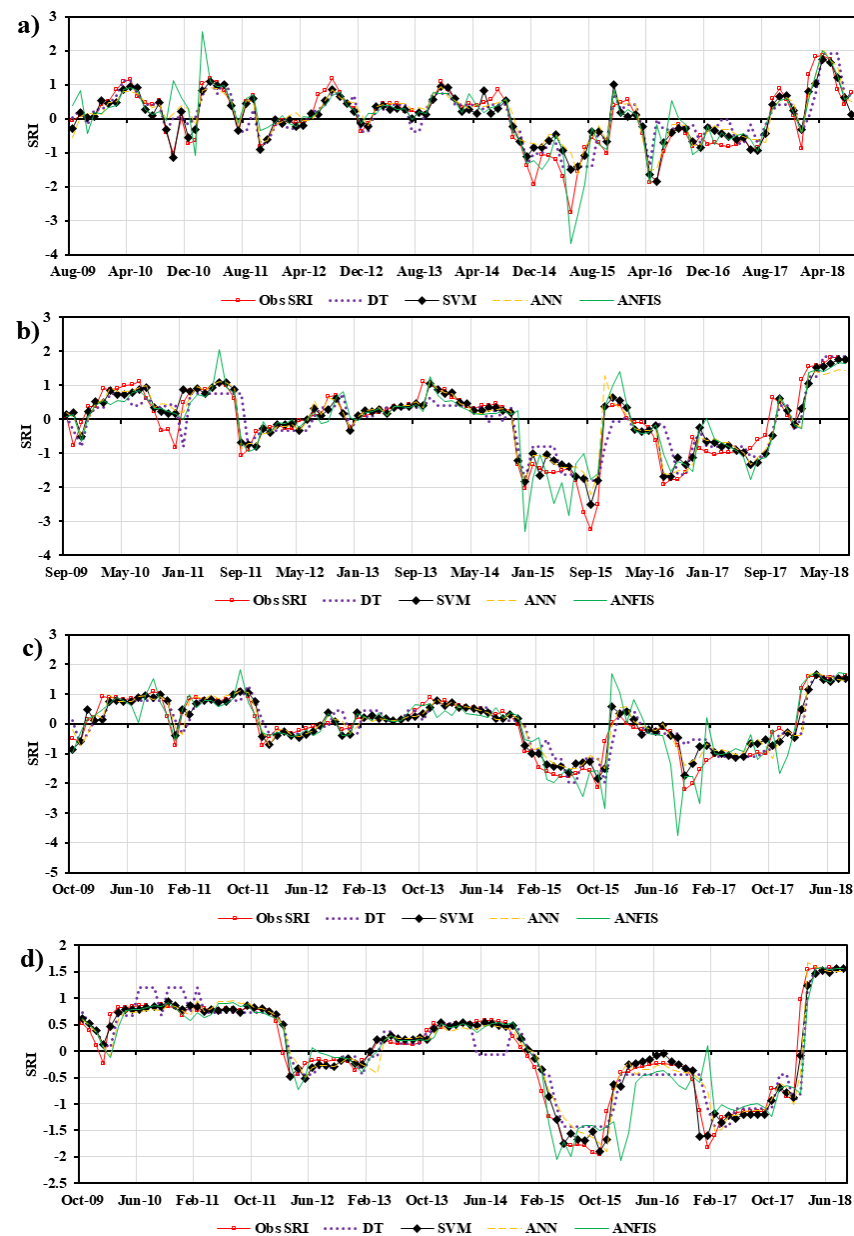 a)
3
2
1
0
-1
-2
-3
-4
SRI
Aug-09 Apr-10 Dec-10 Aug-11 Apr-12 Dec-12 Aug-13 Apr-14 Dec-14 Aug-15 Apr-16 Dec-16 Aug-17 Apr-18
Obs SRI DT SVM ANN ANFIS
b)
3
2
1
0
-1
-2
-3
-4
SRI
Sep-09 May-10 Jan-11 Sep-11 May-12 Jan-13 Sep-13 May-14 Jan-15 Sep-15 May-16 Jan-17 Sep-17 May-18
Obs SRI DT SVM ANN ANFIS
c)
3
2
1
0
-1
-2
-3
-4
-5
SRI
Oct-09 Jun-10 Feb-11 Oct-11 Jun-12 Feb-13 Oct-13 Jun-14 Feb-15 Oct-15 Jun-16 Feb-17 Oct-17 Jun-18
Obs SRI DT SVM ANN ANFIS
d)
2
1.5
1
0.5
0
-0.5
-1
-1.5
-2
-2.5
SRI
Oct-09 Jun-10 Feb-11 Oct-11 Jun-12 Feb-13 Oct-13 Jun-14 Feb-15 Oct-15 Jun-16 Feb-17 Oct-17 Jun-18
Obs SRI DT SVM ANN ANFIS